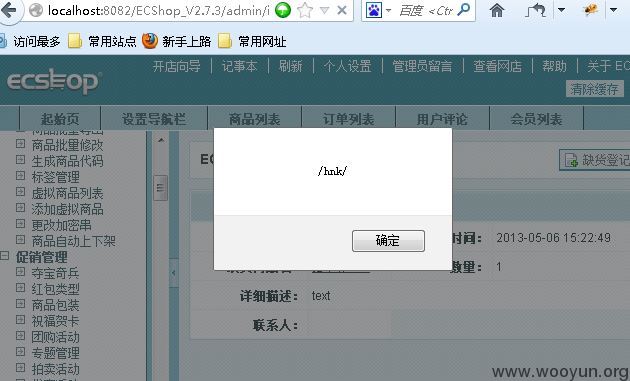 localhost:8082/ECShop_V2.7.3/admin/i
百度 <Ctr
访问最多 常用站点 新手上路 常用网址
ecshop®
开店向导 记事本 刷新 个人设置 管理员留言 查看网店 帮助 关于 EC
清除缓存
起始页 设置导航栏 商品列表 订单列表 用户评论 会员列表
商品批量修改
生成商品代码
标签管理
虚拟商品列表
添加虚拟商品
更改加密串
商品自动上下架
促销管理
夺宝奇兵
红包类型
商品包装
祝福贺卡
团购活动
专题管理
拍卖活动
EC
缺货登记
/hnk/
确定
时间： 2013-05-06 15:22:49
数量： 1
详细描述： text
联系人：
www.wooyun.org